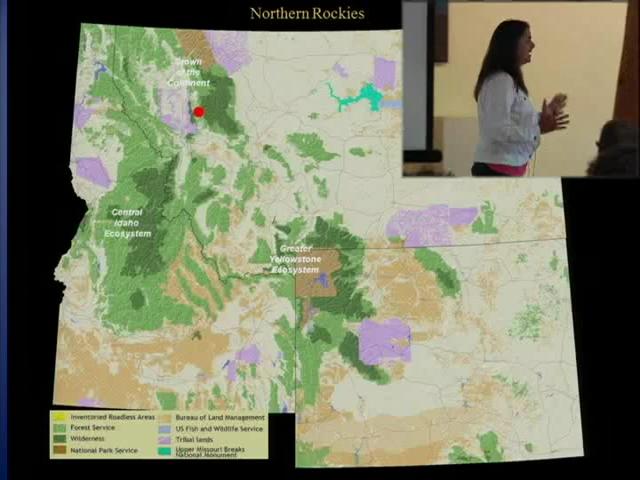 Northern Rockies
Crown
of the
Continent
Central
Idaho
Ecosystem
Greater
Yellowstone
Ecosystem
Inventoried Roadless Areas
Forest Service
Wilderness
National Park Service
Bureau of Land Management
US Fish and Wildlife Service
Tribal lands
Upper Missouri Breaks
National Monument